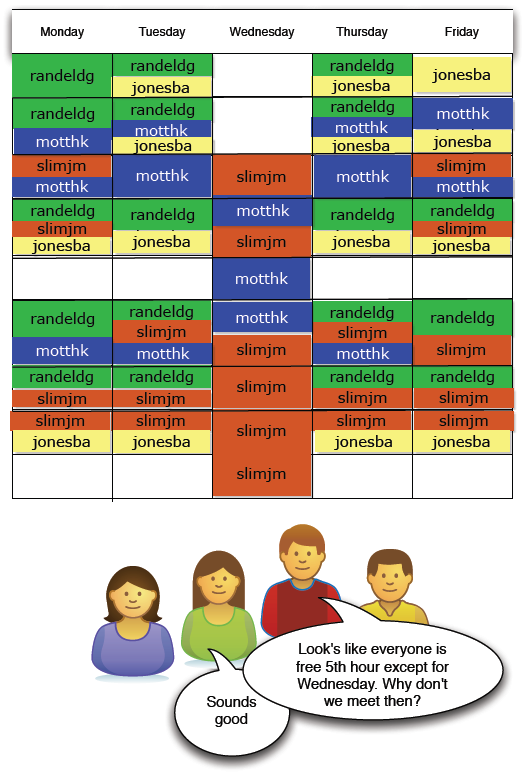 Monday Tuesday Wednesday Thursday Friday
randeldg randeldg randeldg jonesba
jonesba jonesba
randeldg randeldg randeldg motthk
motthk motthk motthk
jonesba jonesba jonesba
slimjm motthk slimjm motthk slimjm
motthk motthk
randeldg randeldg motthk randeldg randeldg
slimjm slimjm
jonesba jonesba slimjm jonesba jonesba
motthk
randeldg randeldg motthk randeldg randeldg
slimjm slimjm
motthk motthk slimjm motthk slimjm
randeldg randeldg slimjm randeldg randeldg
slimjm slimjm slimjm slimjm
slimjm slimjm slimjm slimjm slimjm
jonesba jonesba jonesba jonesba
slimjm
Look's like everyone is
free 5th hour except for
Wednesday. Why don't
we meet then?
Sounds
good